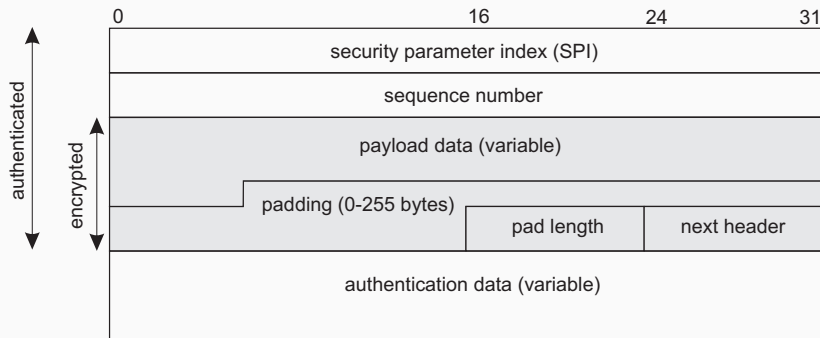 0 16 24 31
security parameter index (SPI)
sequence number
payload data (variable)
padding (0-255 bytes)
pad length next header
authentication data (variable)
authenticated
encrypted